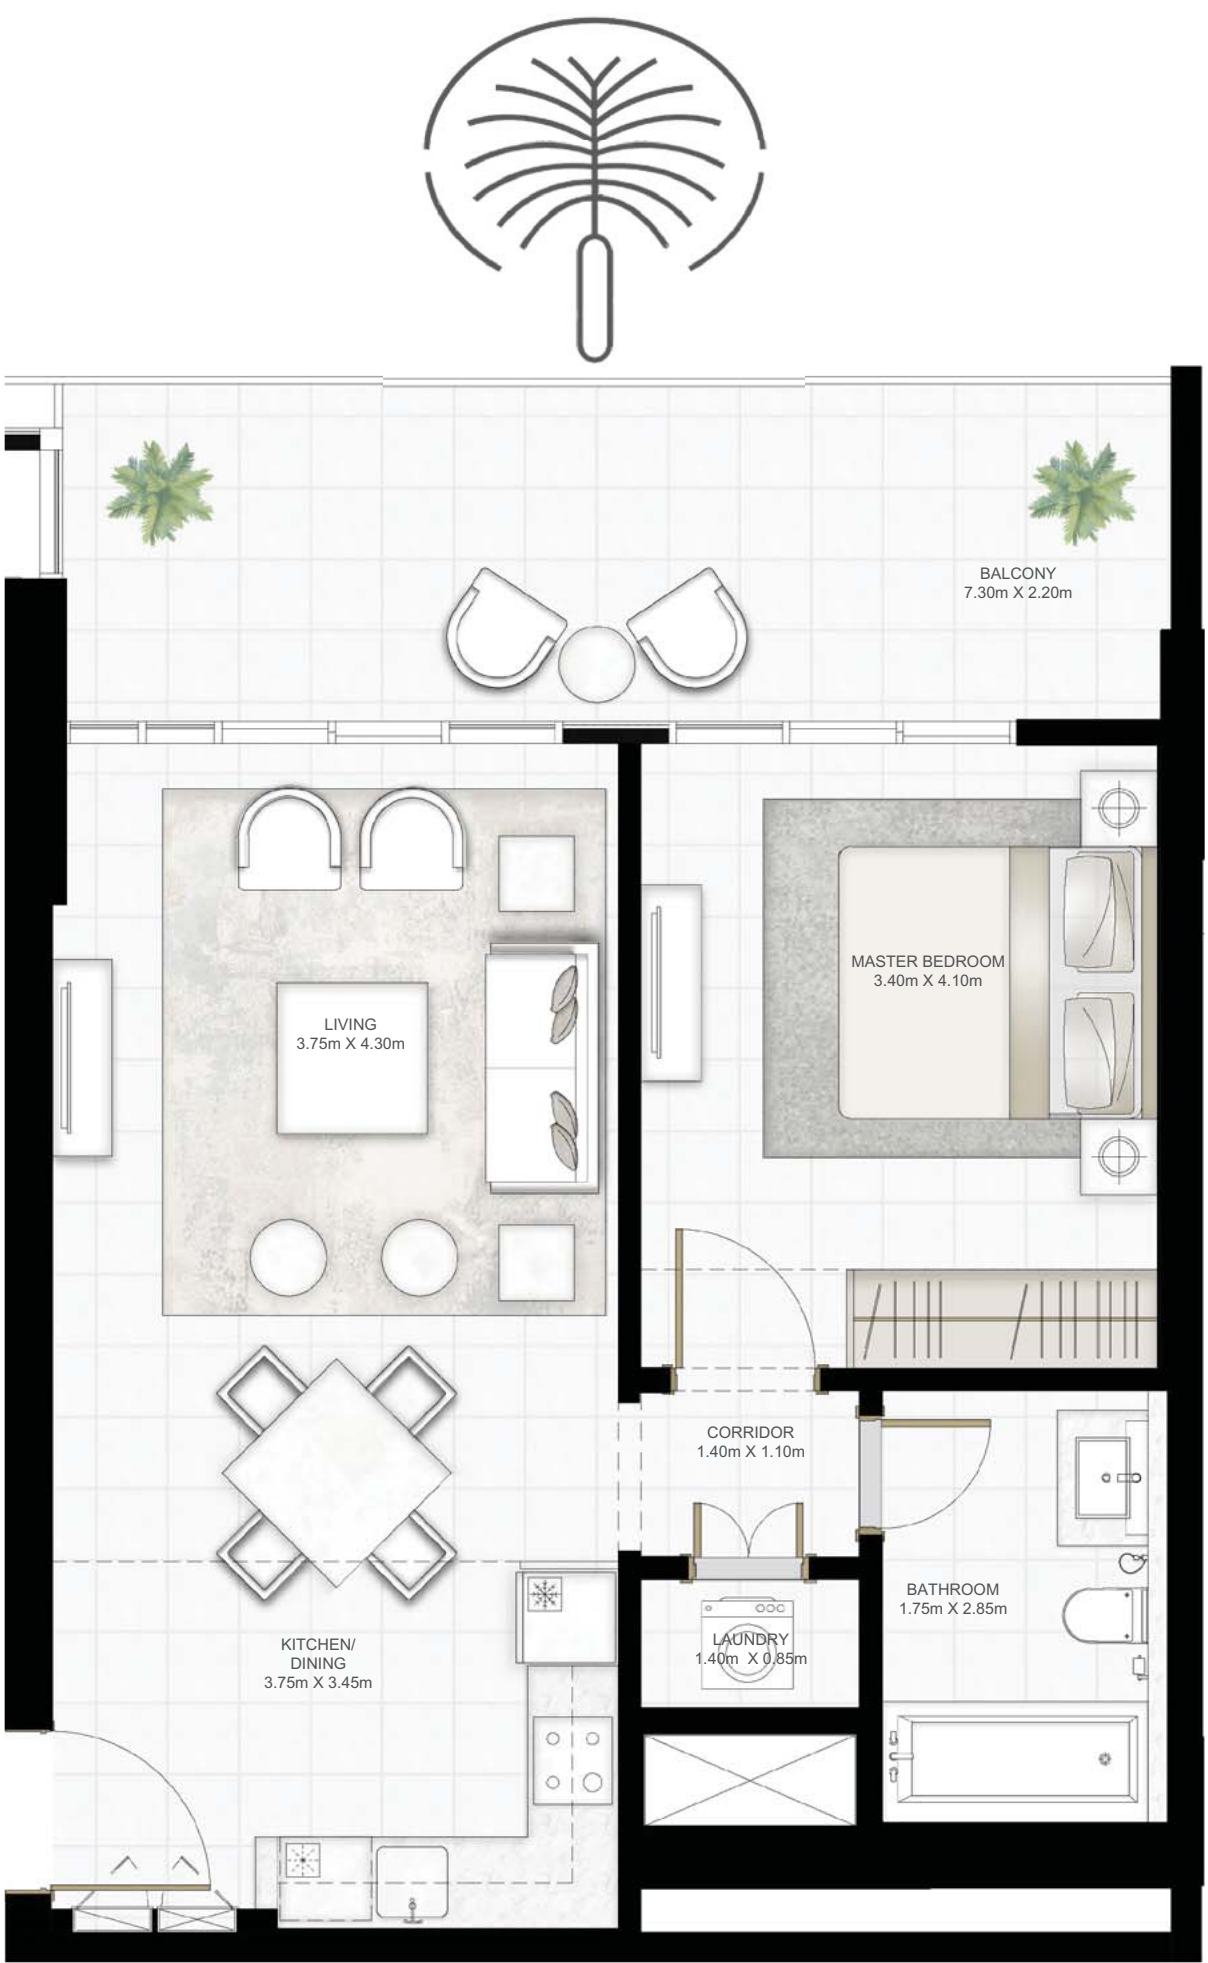 BALCONY
7.30m X 2.20m
MASTER BEDROOM
3.40m X 4.10m
LIVING
3.75m X 4.30m
CORRIDOR
1.40m X 1.10m
BATHROOM
1.75m X 2.85m
LAUNDRY
1.40m X 0.85m
KITCHEN/
DINING
3.75m X 3.45m